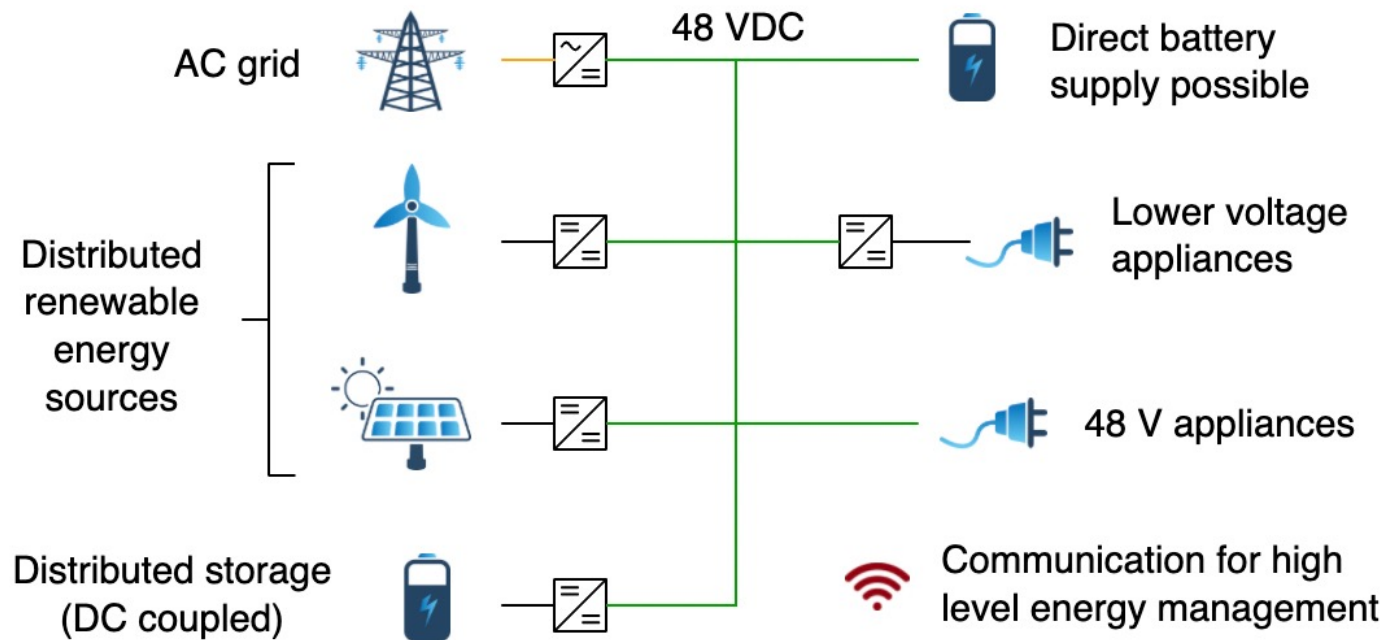 AC grid
48 VDC
Direct battery
supply possible
Distributed
renewable
energy
sources
Lower voltage
appliances
48 V appliances
Distributed storage
(DC coupled)
Communication for high
level energy management